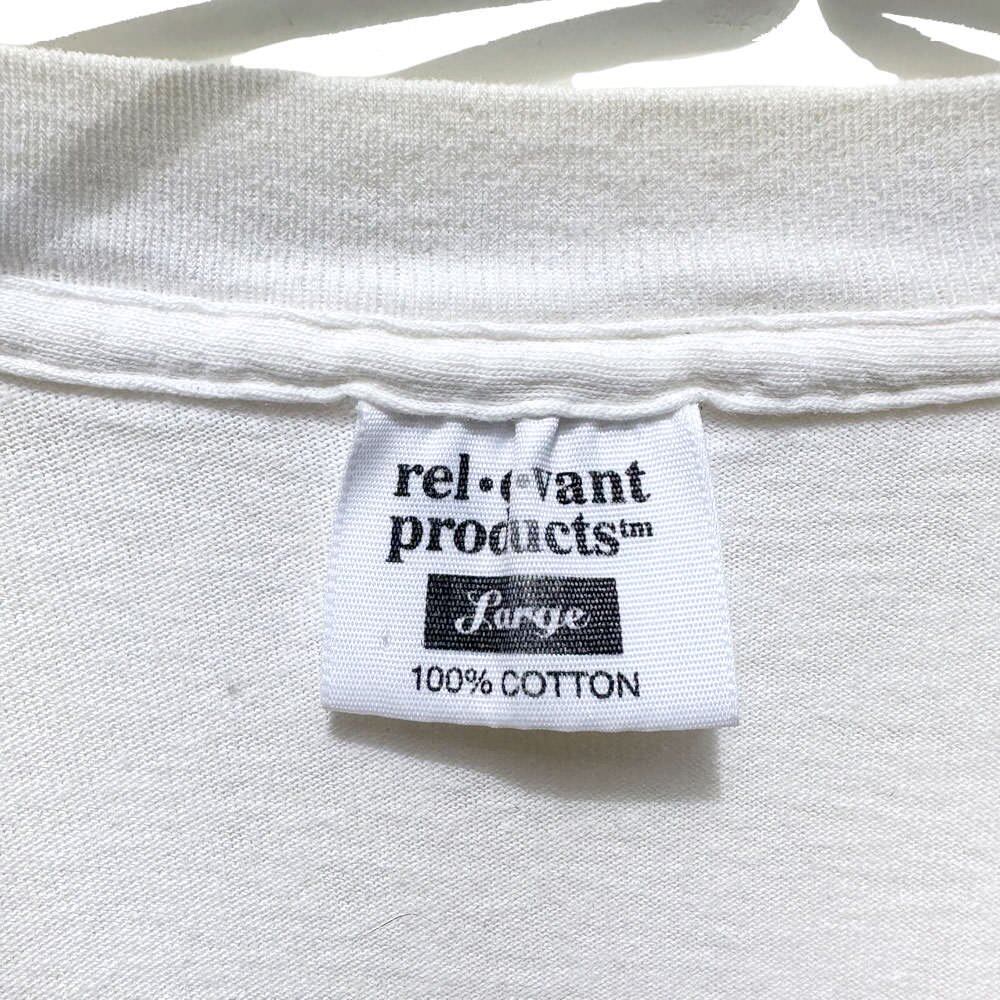 rel•evant
products™
Large
100% COTTON